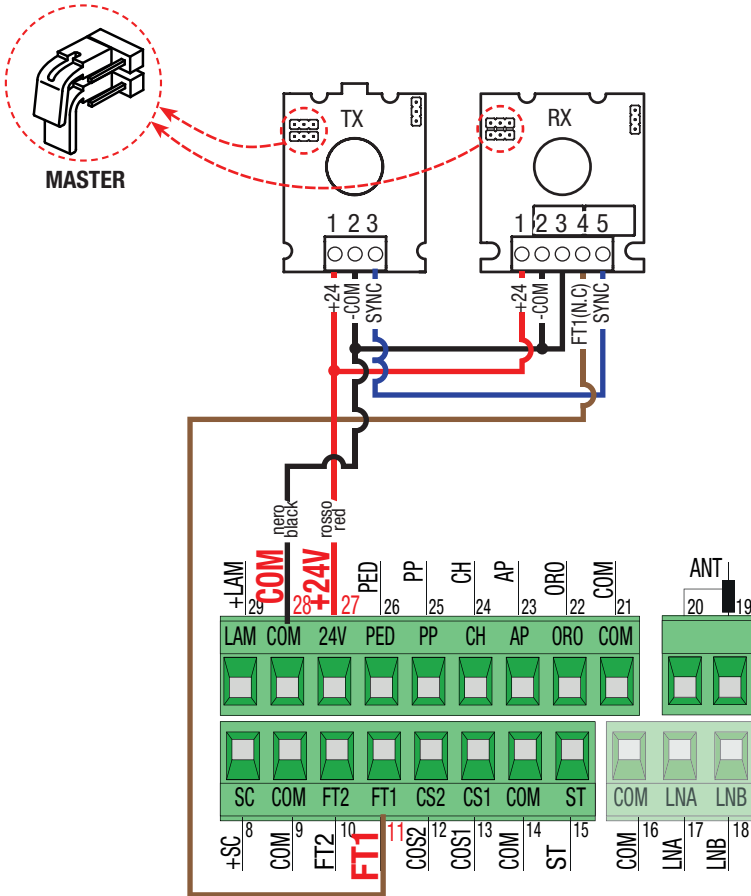 MASTER
TX
RX
1 2 3
1 2 3 4 5
+24
-COM
SYNC
+24
-COM
FT1(N.C)
SYNC
nero
black
rosso
red
+LAM
COM
+24V
PED
PP
CH
AP
ORO
COM
ANT
29
28
27
26
25
24
23
22
21
20
19
LAM COM 24V PED PP CH AP ORO COM
SC COM FT2 FT1 CS2 CS1 COM ST
COM LNA LNB
8
9
10
11
12
13
14
15
16
17
18
+SC
COM
FT2
FT1
COS2
COS1
COM
ST
COM
LNA
LNB